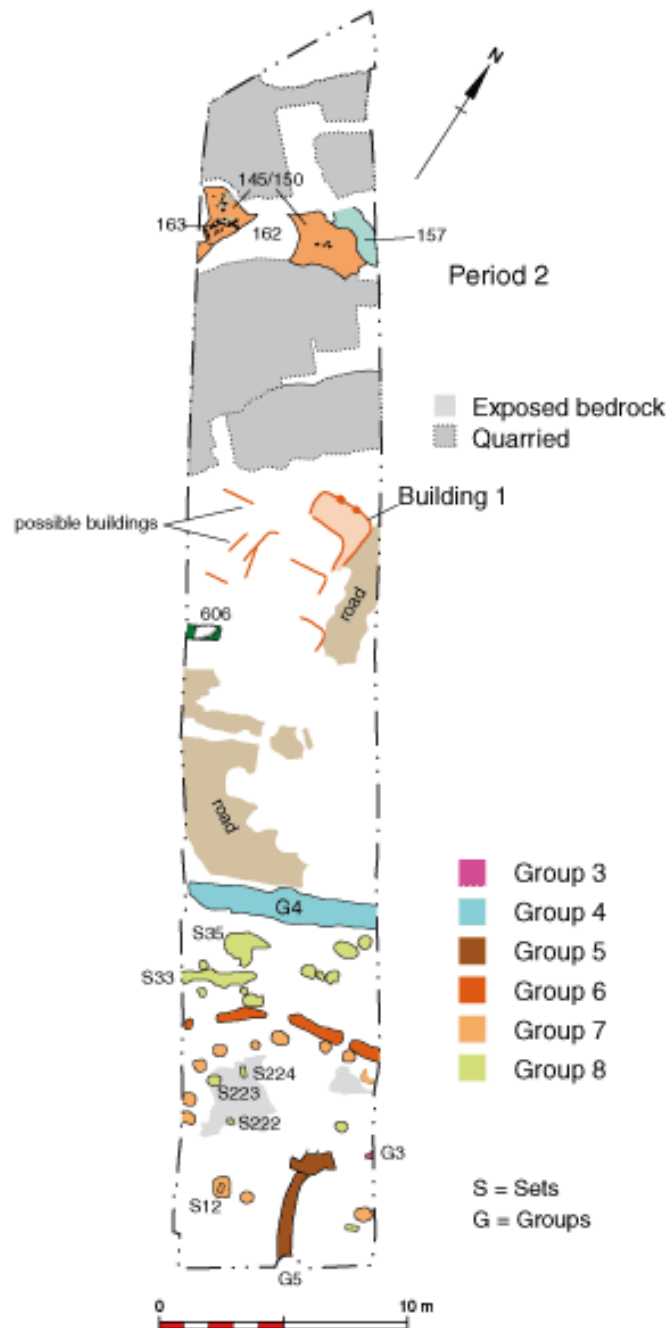 N
145/150
163
162
157
Period 2
Exposed bedrock
Quarried
Building 1
possible buildings
road
606
road
G4
S35
S33
S224
S223
S222
G3
S12
G5
Group 3
Group 4
Group 5
Group 6
Group 7
Group 8
S = Sets
G = Groups
0
10 m